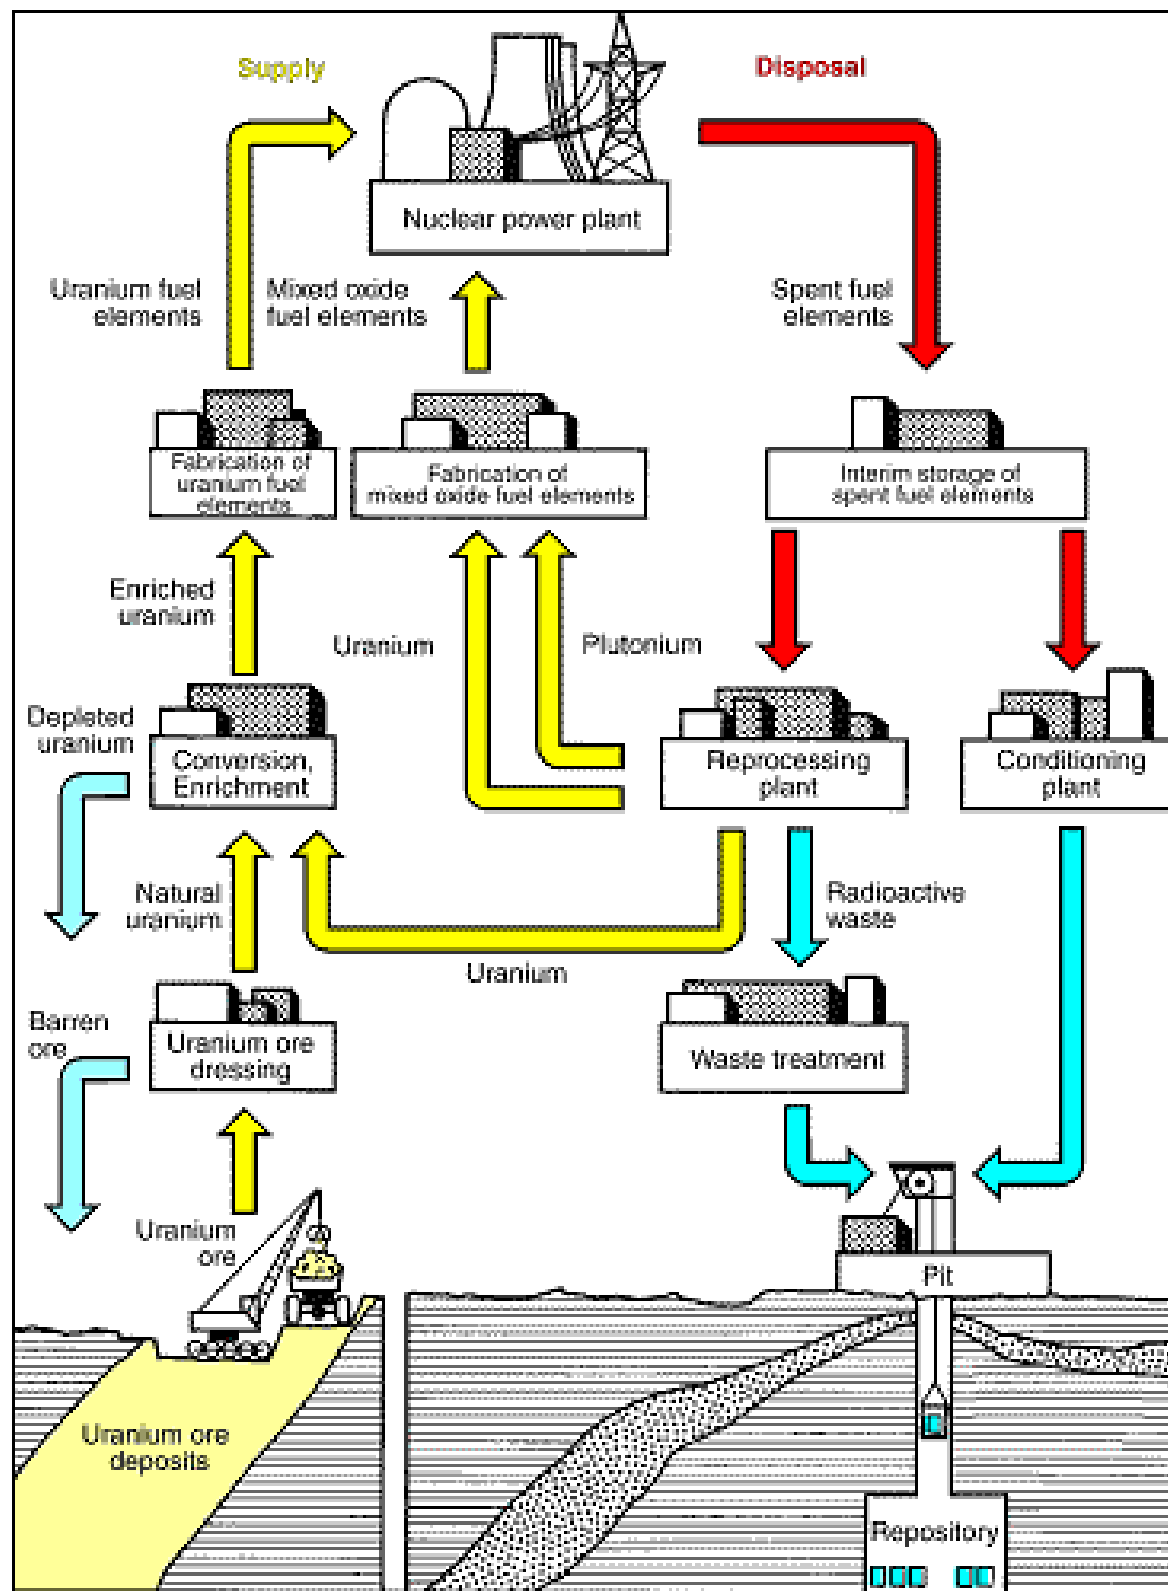 Supply
Disposal
Nuclear power plant
Uranium fuel
elements
Mixed oxide
fuel elements
Spent fuel
elements
Fabrication of
uranium fuel
elements
Fabrication of
mixed oxide fuel elements
Interim storage of
spent fuel elements
Enriched
uranium
Uranium
Plutonium
Depleted
uranium
Conversion,
Enrichment
Reprocessing
plant
Conditioning
plant
Natural
uranium
Radioactive
waste
Uranium
Barren
ore
Uranium ore
dressing
Waste treatment
Uranium
ore
Pit
Uranium ore
deposits
Repository